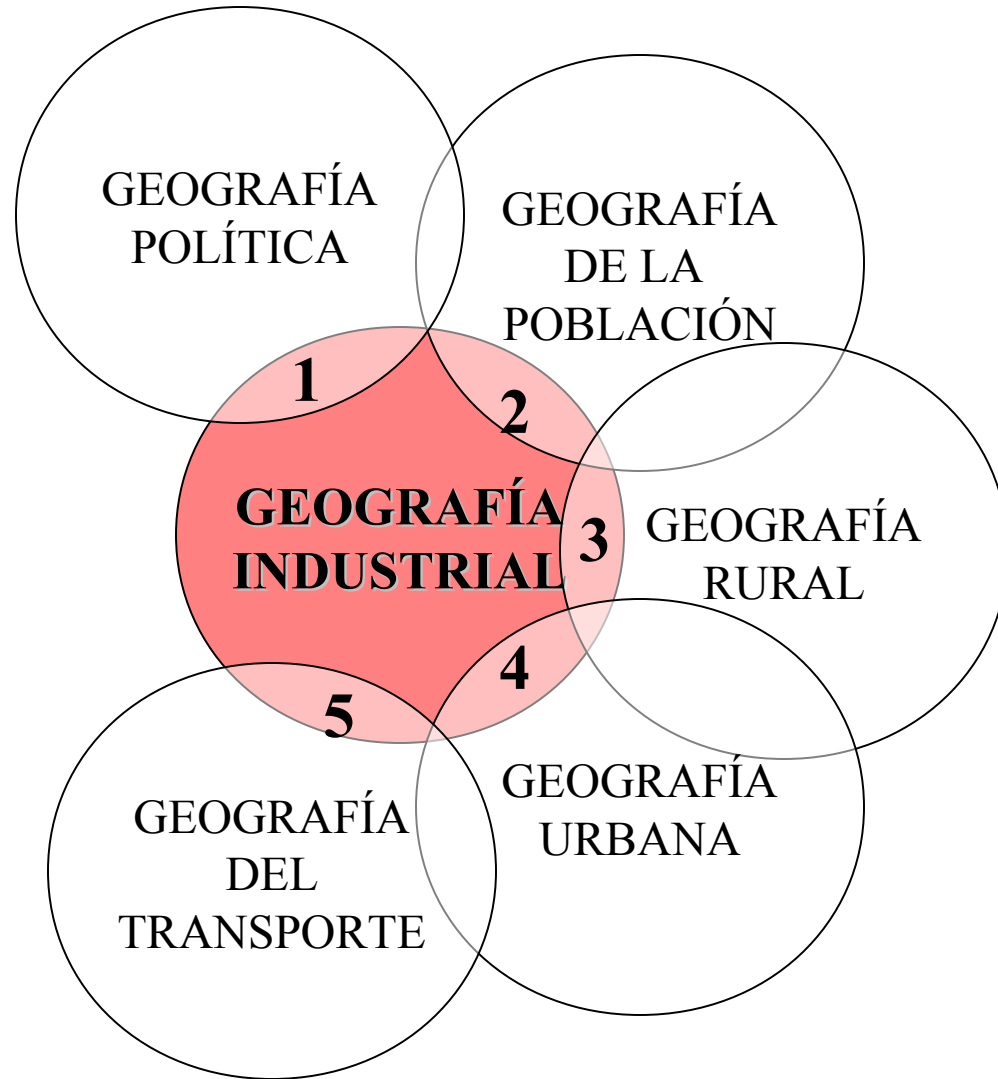 GEOGRAFÍA
POLÍTICA
GEOGRAFÍA
DE LA
POBLACIÓN
1
2
GEOGRAFÍA
INDUSTRIAL
3
GEOGRAFÍA
RURAL
4
5
GEOGRAFÍA
URBANA
GEOGRAFÍA
DEL
TRANSPORTE